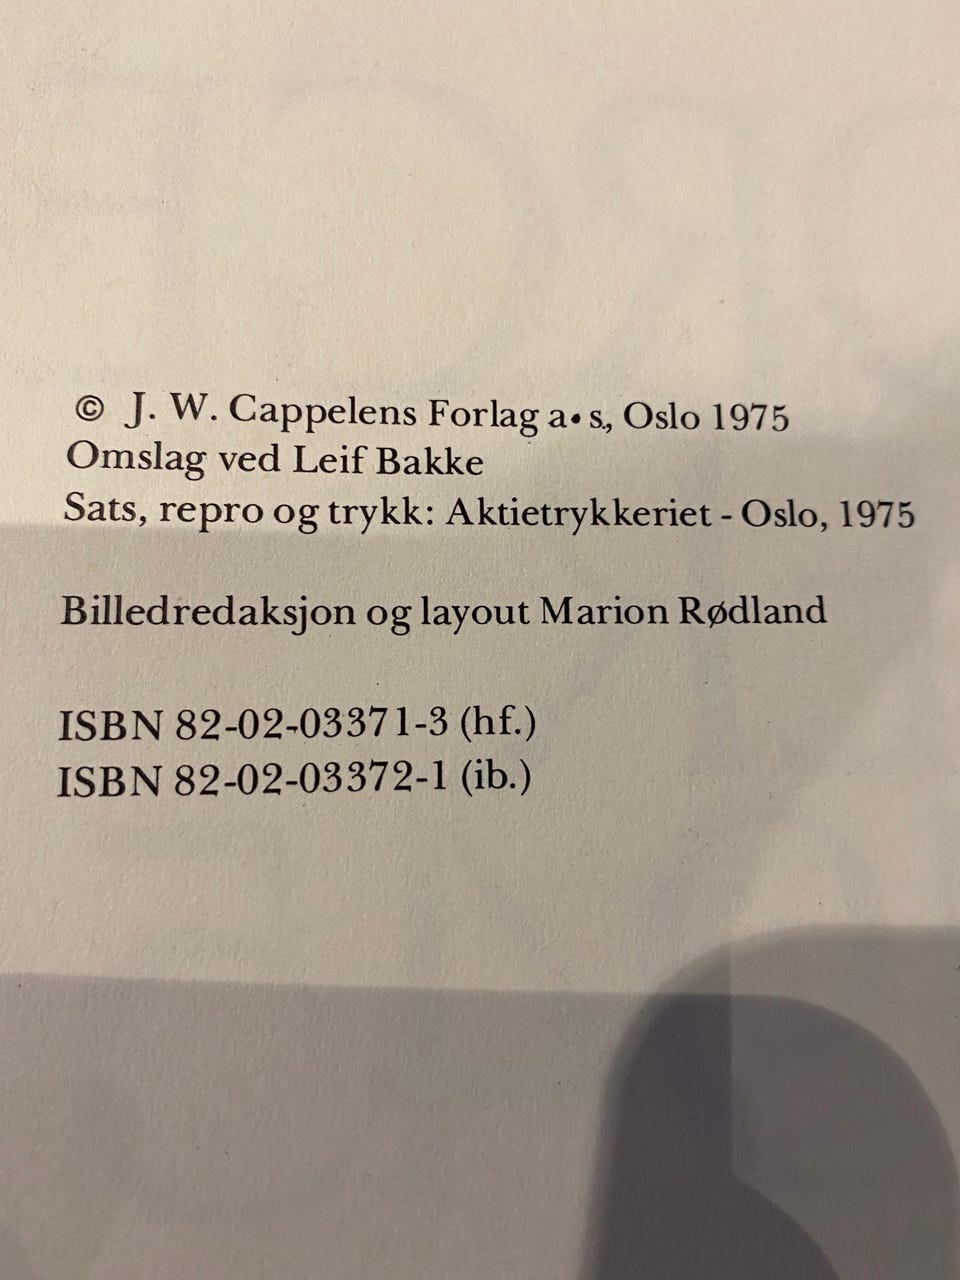 © J. W. Cappelens Forlag a•s., Oslo 1975
Omslag ved Leif Bakke
Sats, repro og trykk: Aktietrykkeriet - Oslo, 1975
Billedredaksjon og layout Marion Rødland
ISBN 82-02-03371-3 (hf.)
ISBN 82-02-03372-1 (ib.)